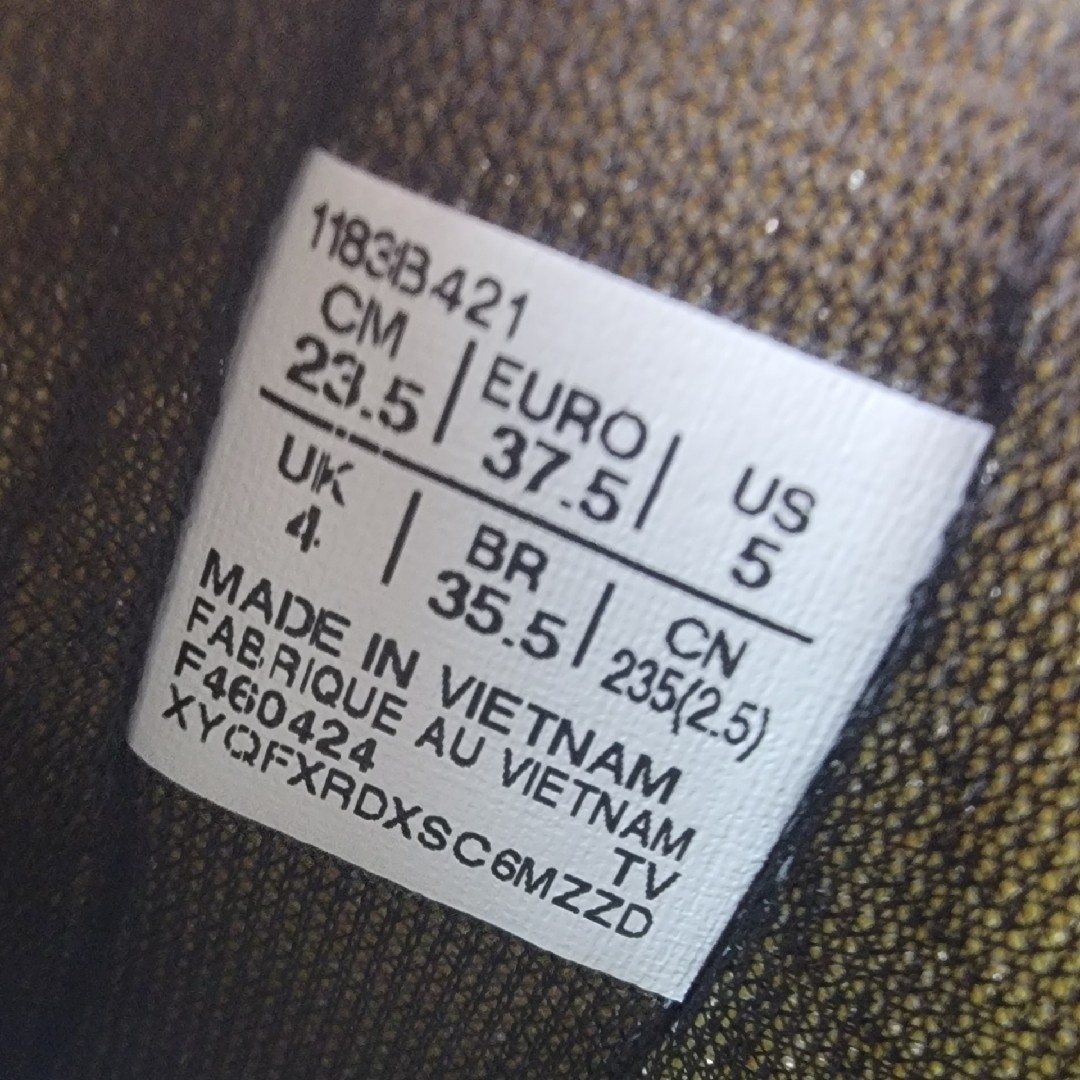 1183B421
CM | EURO | US
23.5 | 37.5 | 5
UK | BR | CN
4 | 35.5 | 235(2.5)
MADE IN VIETNAM
FABRIQUE AU VIETNAM
F460424 TV
XYQFXRDXSC6MZZD